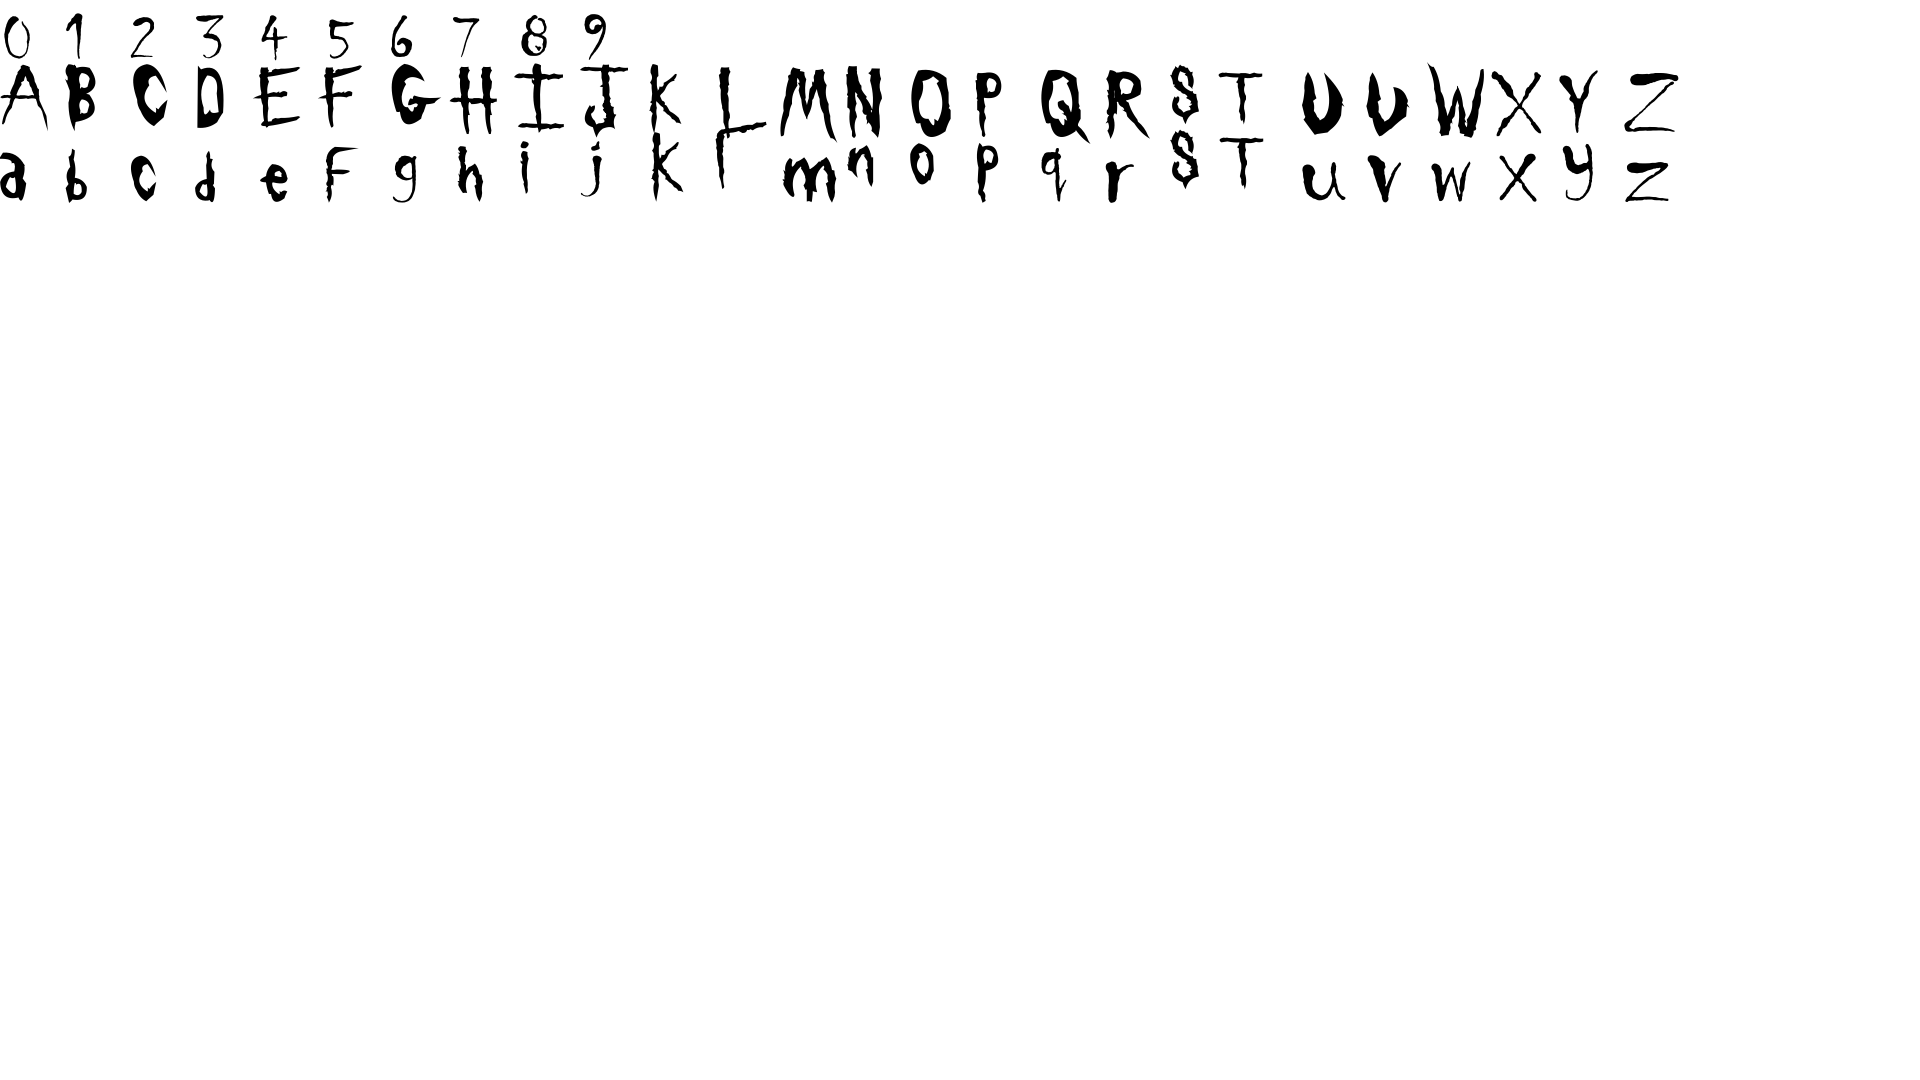 0 1 2 3 4 5 6 7 8 9
A B C D E F G H I J K L M N O P Q R S T U V W X Y Z
a b c d e f g h i j k l m n o p q r s t u v w x y z